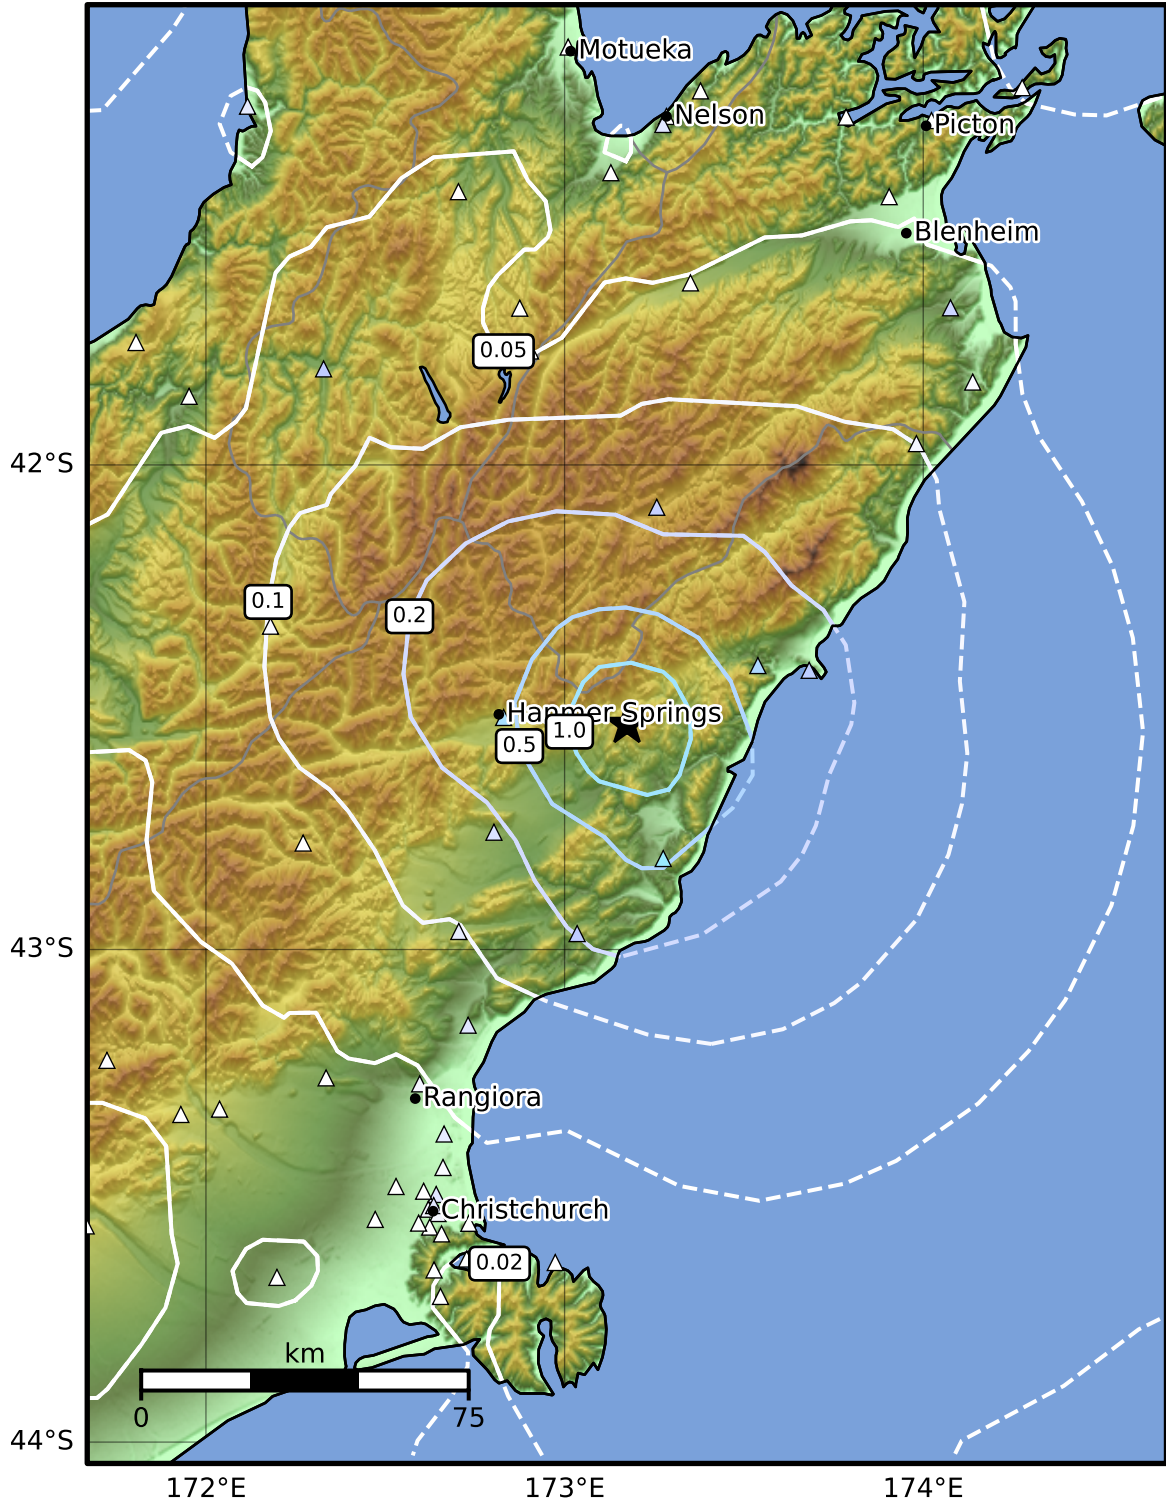 Motueka
Nelson
Picton
Blenheim
0.05
42°S
0.1
0.2
Hanmer Springs
1.0
0.5
43°S
Rangiora
Christchurch
0.02
km
0
75
44°S
172°E
173°E
174°E